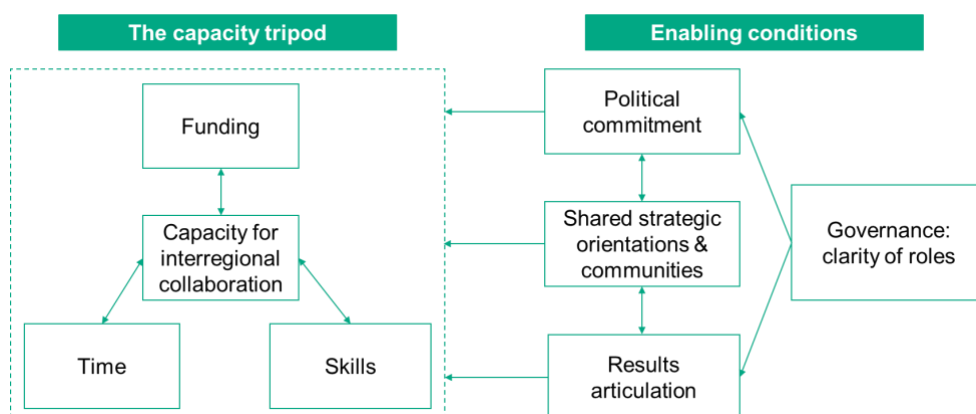 The capacity tripod
Enabling conditions
Funding
Capacity for
interregional
collaboration
Time
Skills
Political
commitment
Shared strategic
orientations &
communities
Results
articulation
Governance:
clarity of roles